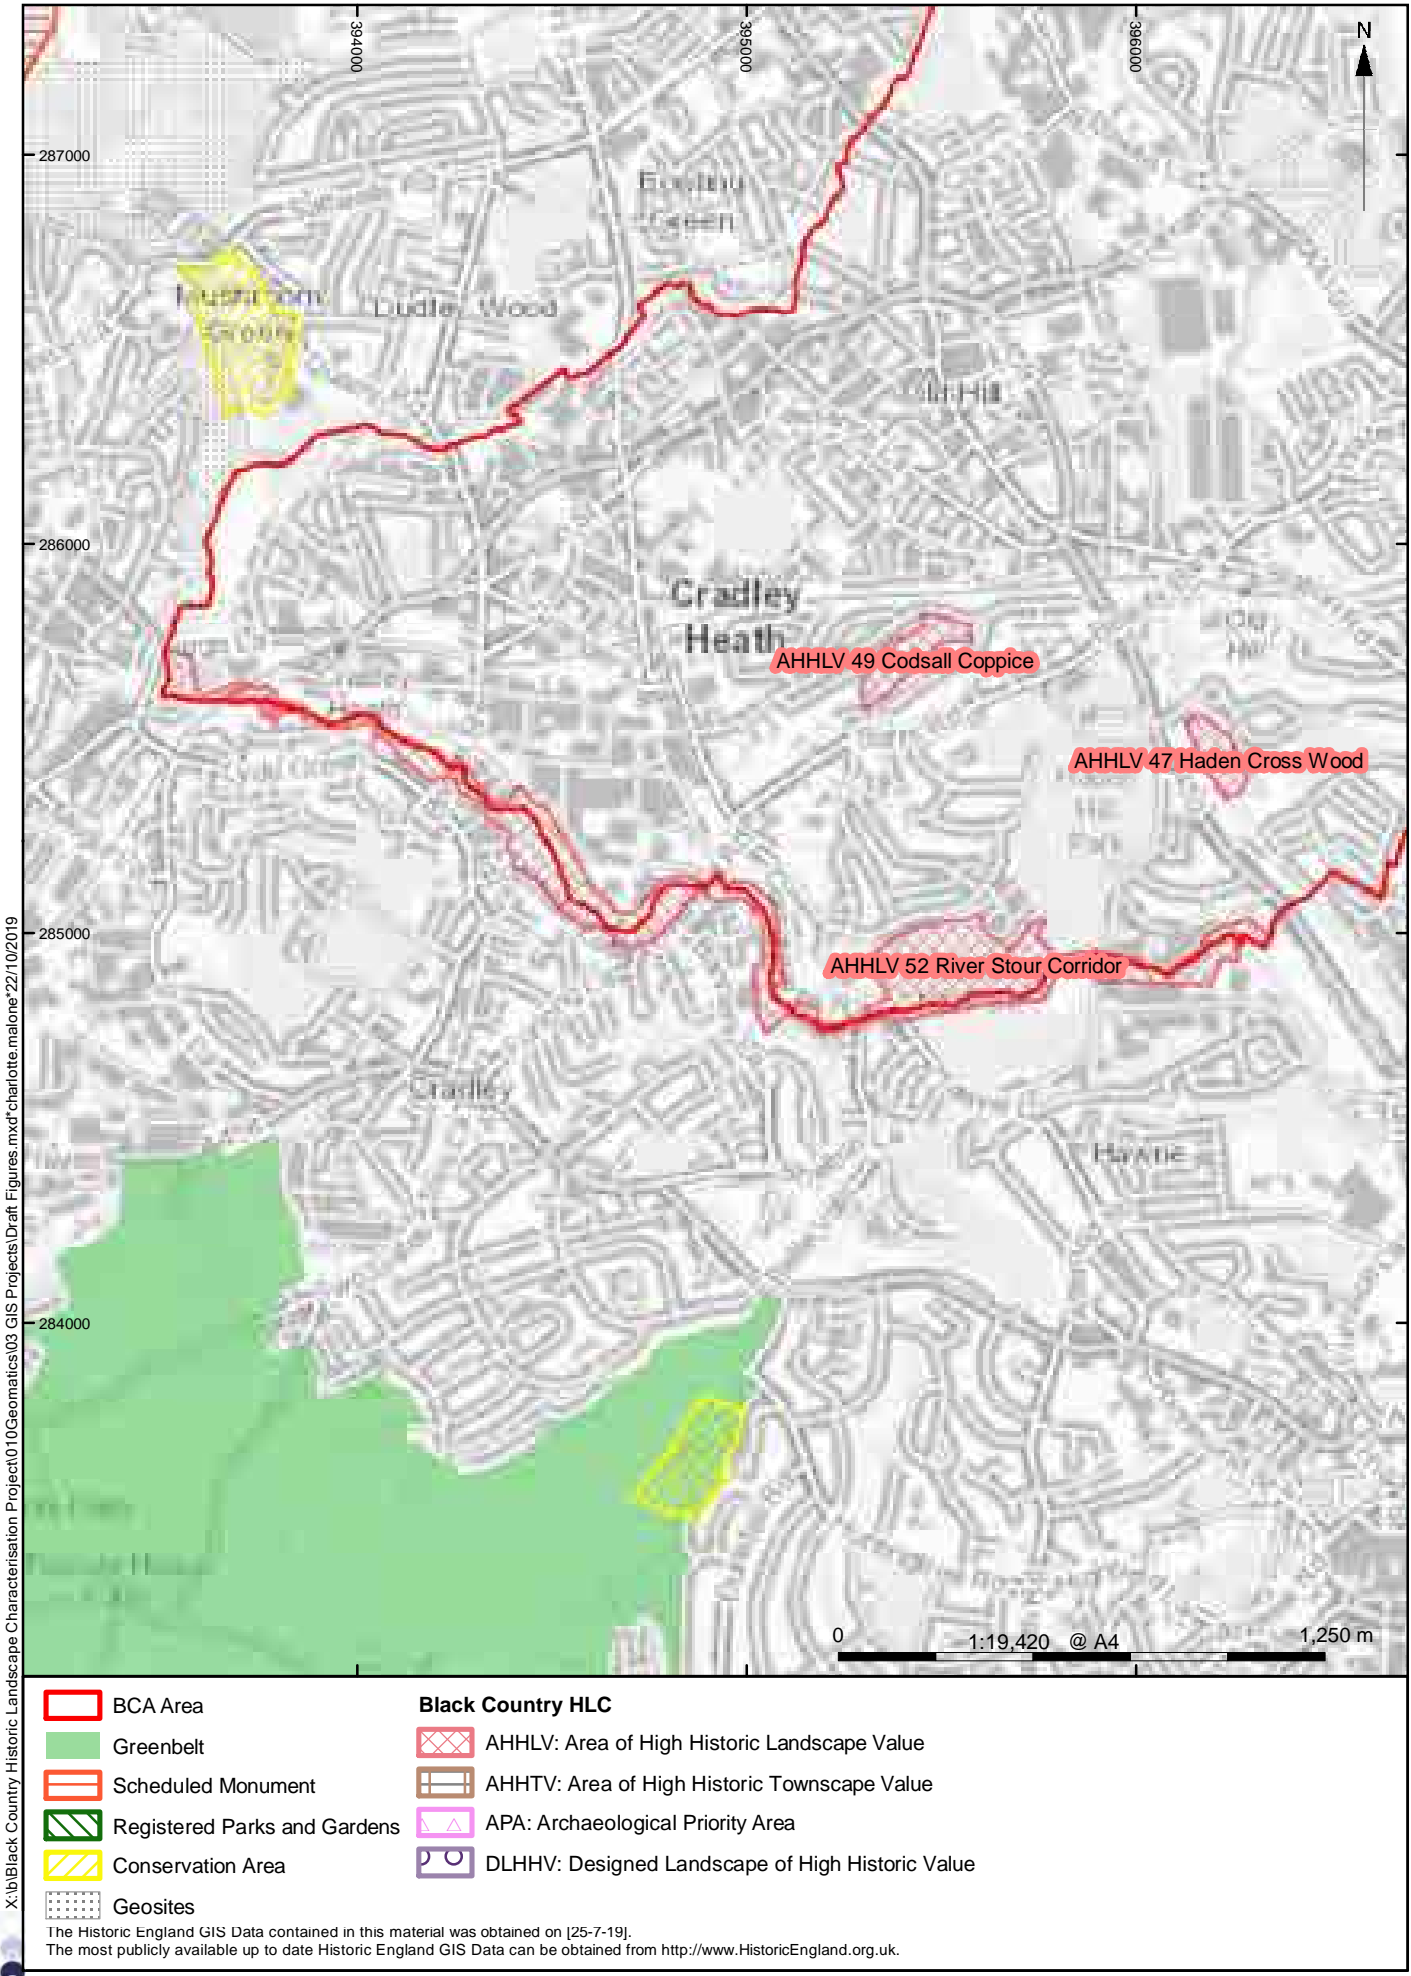 394000
395000
396000
N
287000
Green
Dudley Wood
286000
Cradley
Heath
AHHLV 49 Codsall Coppice
AHHLV 47 Haden Cross Wood
285000
AHHLV 52 River Stour Corridor
Cradley
284000
0
1:19,420 @ A4
1,250 m
X:\b\Black Country Historic Landscape Characterisation Project\010Geomatics\03 GIS Projects\Draft Figures.mxd*charlotte.malone*22/10/2019
BCA Area
Greenbelt
Scheduled Monument
Registered Parks and Gardens
Conservation Area
Geosites
Black Country HLC
AHHLV: Area of High Historic Landscape Value
AHHTV: Area of High Historic Townscape Value
APA: Archaeological Priority Area
DLHHV: Designed Landscape of High Historic Value
The Historic England GIS Data contained in this material was obtained on [25-7-19].
The most publicly available up to date Historic England GIS Data can be obtained from http://www.HistoricEngland.org.uk.